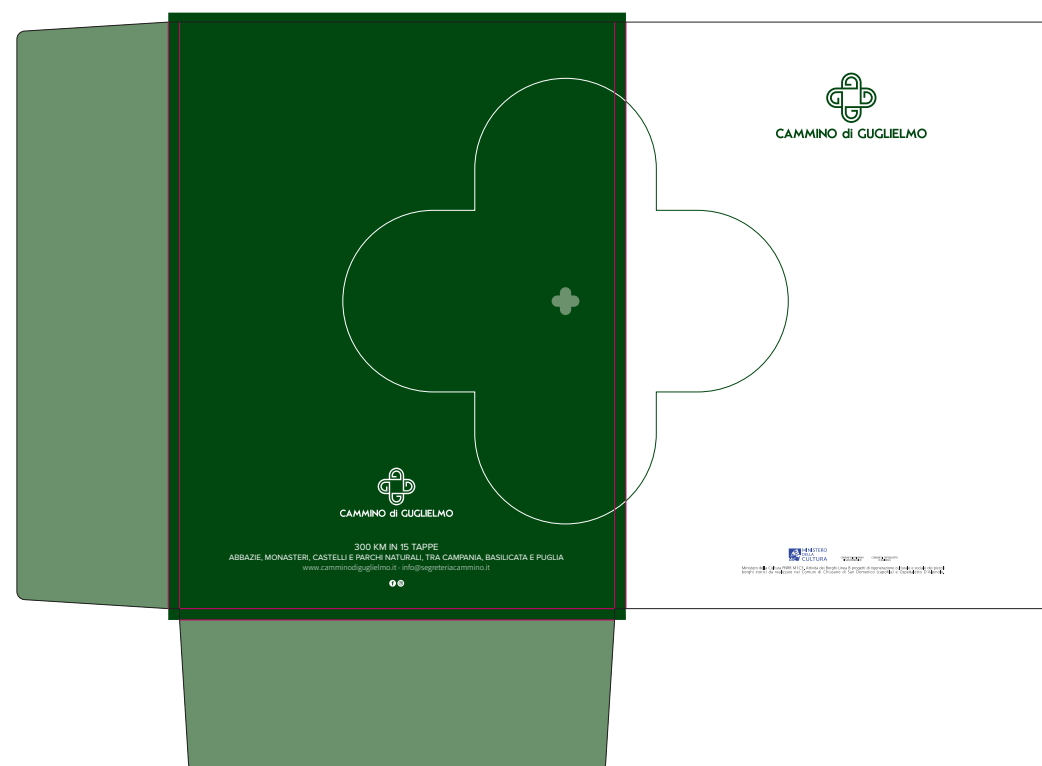 CAMMINO di GUGLIELMO
CAMMINO di GUGLIELMO
300 KM IN 15 TAPPE
ABBAZIE, MONASTERI, CASTELLI E PARCHI NATURALI, TRA CAMPANIA, BASILICATA E PUGLIA
www.camminodiguglielmo.it - info@segreteriacammino.it
MINISTERO
DELLA
CULTURA